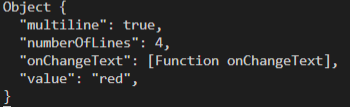 Object {
  "multiline": true,
  "numberOfLines": 4,
  "onChangeText": [Function onChangeText],
  "value": "red",
}